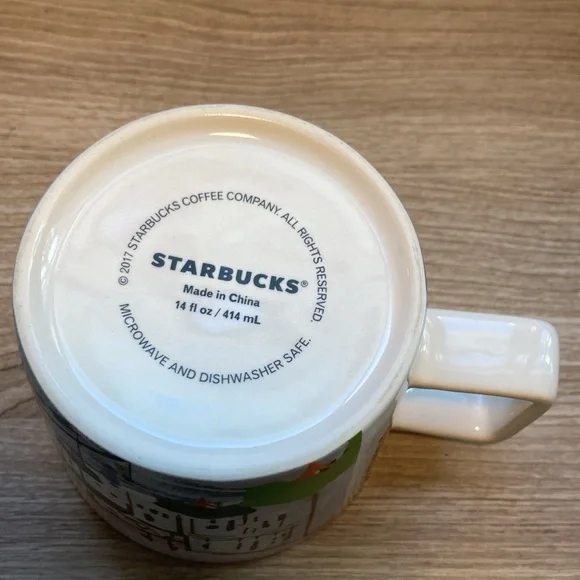 © 2017 STARBUCKS COFFEE COMPANY. ALL RIGHTS RESERVED.
STARBUCKS®
Made in China
14 fl oz / 414 mL
MICROWAVE AND DISHWASHER SAFE.